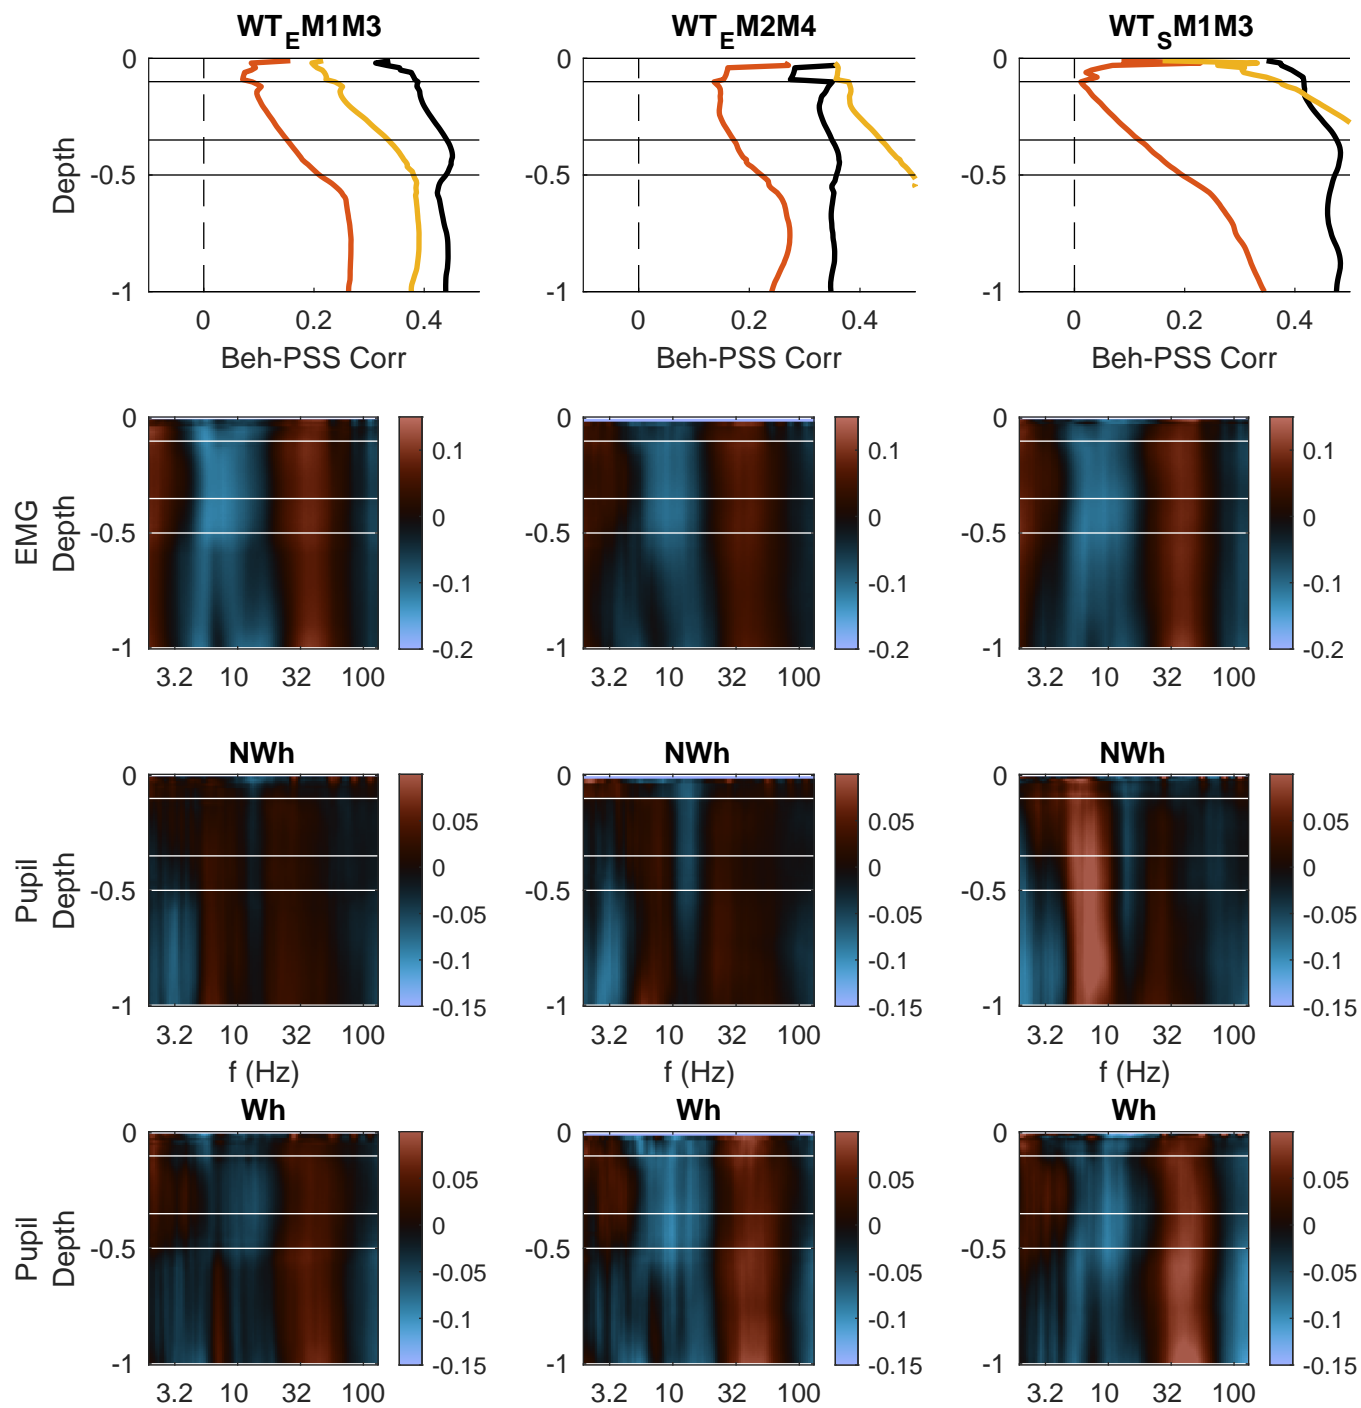 WT_EM1M3 WT_EM2M4 WT_SM1M3
0 0 0
-0.5 -0.5 -0.5
-1 -1 -1
Depth
0 0.2 0.4 0 0.2 0.4 0 0.2 0.4
Beh-PSS Corr Beh-PSS Corr Beh-PSS Corr
0 0 0
0.1 0.1 0.1
EMG
Depth
-0.5 0 -0.5 0 -0.5 0
-0.1 -0.1 -0.1
-1 -0.2 -1 -0.2 -1 -0.2
3.2 10 32 100 3.2 10 32 100 3.2 10 32 100
NWh NWh NWh
0 0 0
0.05 0.05 0.05
Pupil
Depth
0 0 0
-0.5 -0.05 -0.5 -0.05 -0.5 -0.05
-0.1 -0.1 -0.1
-1 -0.15 -1 -0.15 -1 -0.15
3.2 10 32 100 3.2 10 32 100 3.2 10 32 100
f (Hz) f (Hz) f (Hz)
Wh Wh Wh
0 0 0
0.05 0.05 0.05
Pupil
Depth
0 0 0
-0.5 -0.05 -0.5 -0.05 -0.5 -0.05
-0.1 -0.1 -0.1
-1 -0.15 -1 -0.15 -1 -0.15
3.2 10 32 100 3.2 10 32 100 3.2 10 32 100